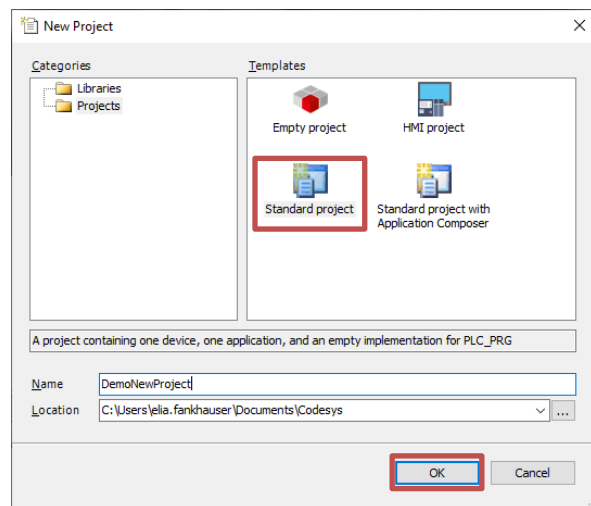 New Project
Categories
Libraries
Projects
Templates
Empty project
HMI project
Standard project
Standard project with
Application Composer
A project containing one device, one application, and an empty implementation for PLC_PRG
Name
DemoNewProject
Location
C:\Users\elia.fankhauser\Documents\Codesys
...
OK
Cancel